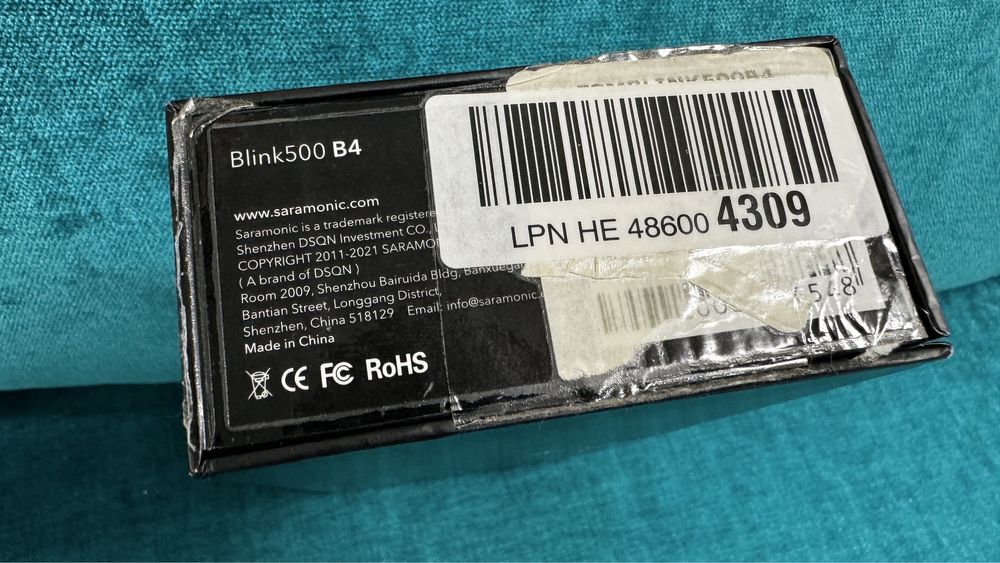 Blink500 B4
www.saramonic.com
Saramonic is a trademark registere
Shenzhen DSQN Investment CO.,
COPYRIGHT 2011-2021 SARAMO
( A brand of DSQN )
Room 2009, Shenzhou Bairuida Bldg, Banxuegan
Bantian Street, Longgang District,
Shenzhen, China 518129 Email: info@saramonic.
Made in China
CE FC RoHS
LPN HE 48600 4309